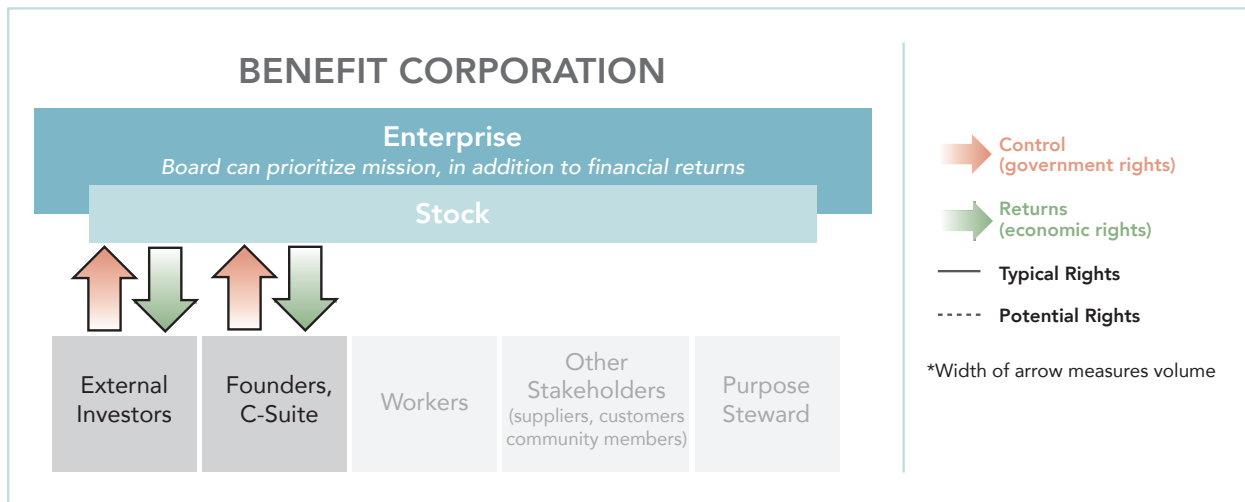 BENEFIT CORPORATION
Enterprise
Board can prioritize mission, in addition to financial returns
Stock
External
Investors
Founders,
C-Suite
Workers
Other
Stakeholders
(suppliers, customers
community members)
Purpose
Steward
Control
(government rights)
Returns
(economic rights)
Typical Rights
Potential Rights
*Width of arrow measures volume